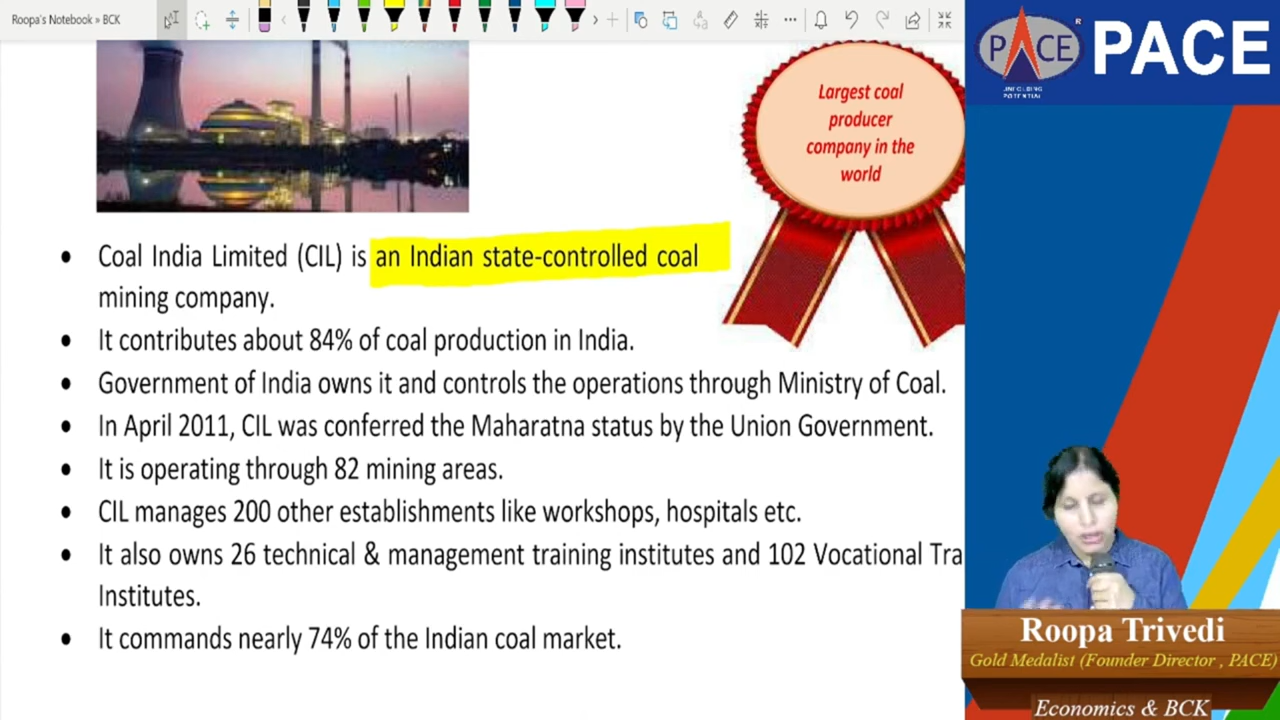 Roopa's Notebook » BCK
PACE
®
PACE
UNFOLDING
POTENTIAL
Largest coal
producer
company in the
world
Coal India Limited (CIL) is an Indian state-controlled coal
mining company.
It contributes about 84% of coal production in India.
Government of India owns it and controls the operations through Ministry of Coal.
In April 2011, CIL was conferred the Maharatna status by the Union Government.
It is operating through 82 mining areas.
CIL manages 200 other establishments like workshops, hospitals etc.
It also owns 26 technical & management training institutes and 102 Vocational Tra
Institutes.
It commands nearly 74% of the Indian coal market.
Roopa Trivedi
Gold Medalist (Founder Director , PACE)
Economics & BCK